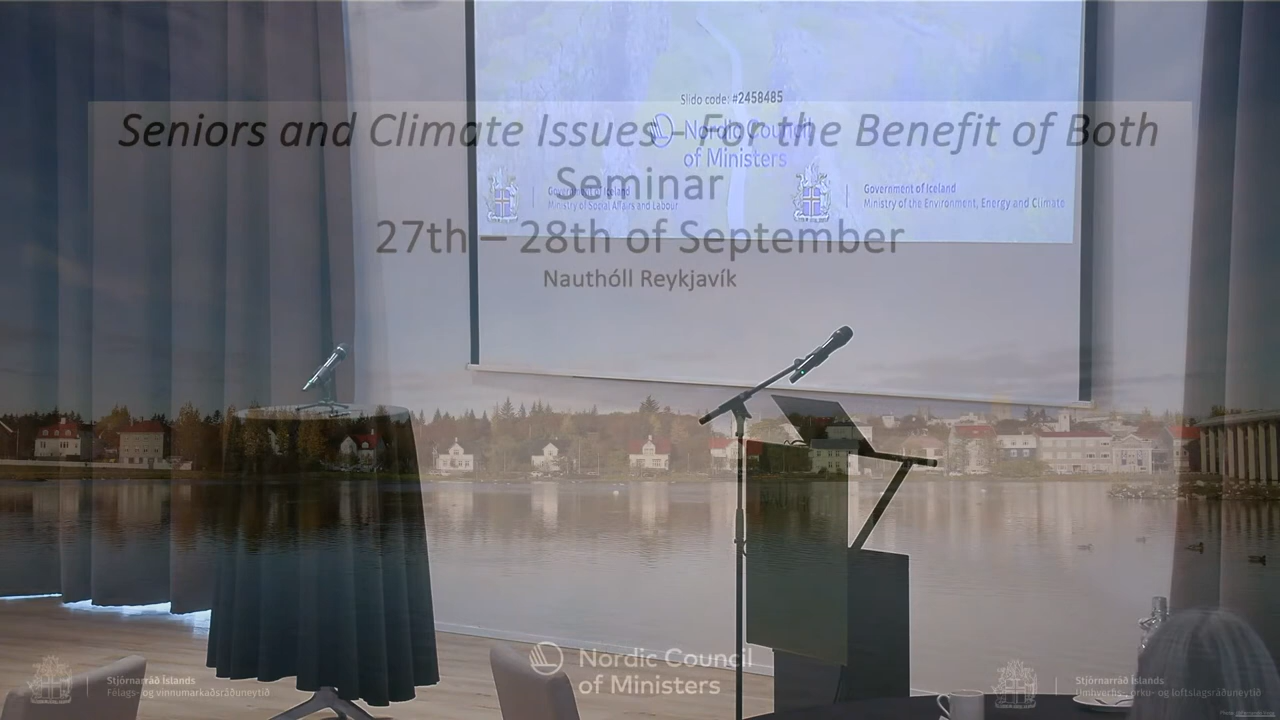 Slido code: #2458485
Seniors and Climate Issues – For the Benefit of Both
Nordic Council
of Ministers
Seminar
Government of Iceland
Ministry of Social Affairs and Labour
Government of Iceland
Ministry of the Environment, Energy and Climate
27th – 28th of September
Nauthóll Reykjavík
Stjórnarráð Íslands
Félags- og vinnumarkaðsráðuneytið
Nordic Council
of Ministers
Stjórnarráð Íslands
Umhverfis-, orku- og loftslagsráðuneytið